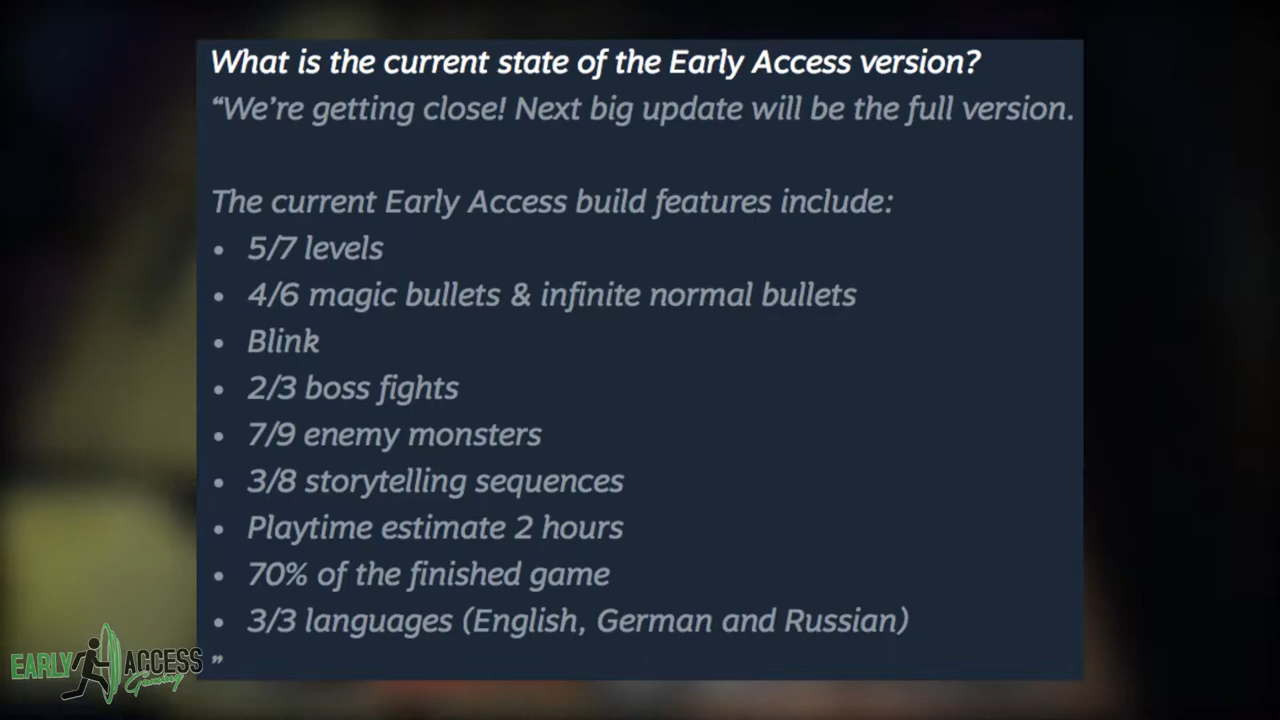 What is the current state of the Early Access version?
“We’re getting close! Next big update will be the full version.
The current Early Access build features include:
• 5/7 levels
• 4/6 magic bullets & infinite normal bullets
• Blink
• 2/3 boss fights
• 7/9 enemy monsters
• 3/8 storytelling sequences
• Playtime estimate 2 hours
• 70% of the finished game
• 3/3 languages (English, German and Russian)
”
EARLY ACCESS
Gaming